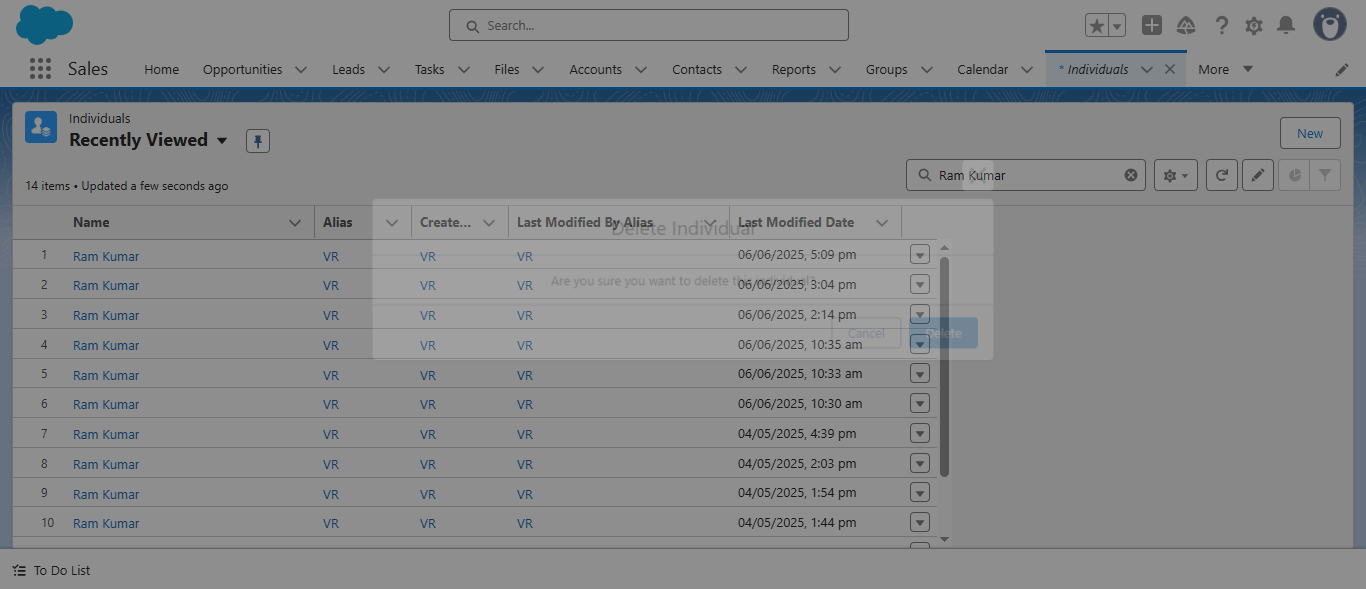 Search...
Sales
Home
Opportunities
Leads
Tasks
Files
Accounts
Contacts
Reports
Groups
Calendar
* Individuals
More
Individuals
Recently Viewed
New
14 items • Updated a few seconds ago
Ram Kumar
Name Alias Create... Last Modified By Alias Last Modified Date
Delete Individual
Are you sure you want to delete this individual?
Cancel Delete
1 Ram Kumar VR VR VR 06/06/2025, 5:09 pm
2 Ram Kumar VR VR VR 06/06/2025, 3:04 pm
3 Ram Kumar VR VR VR 06/06/2025, 2:14 pm
4 Ram Kumar VR VR VR 06/06/2025, 10:35 am
5 Ram Kumar VR VR VR 06/06/2025, 10:33 am
6 Ram Kumar VR VR VR 06/06/2025, 10:30 am
7 Ram Kumar VR VR VR 04/05/2025, 4:39 pm
8 Ram Kumar VR VR VR 04/05/2025, 2:03 pm
9 Ram Kumar VR VR VR 04/05/2025, 1:54 pm
10 Ram Kumar VR VR VR 04/05/2025, 1:44 pm
To Do List